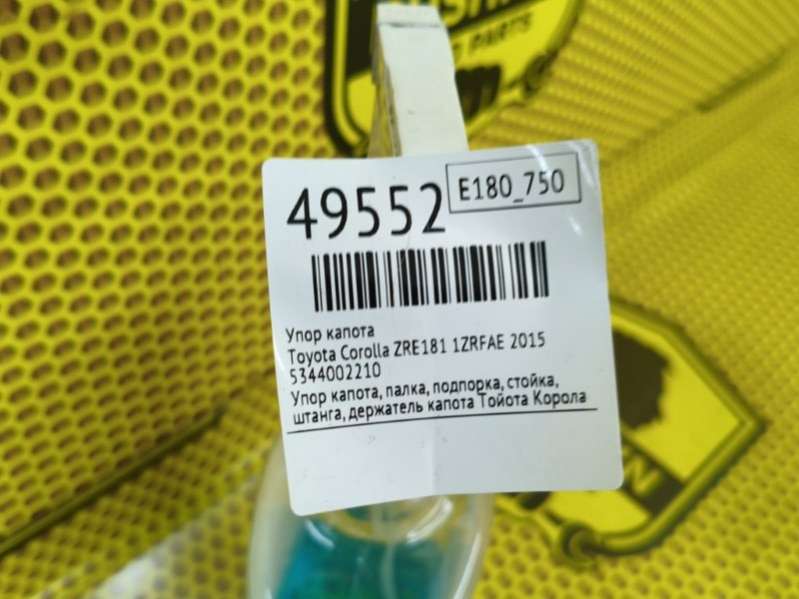 PARTS
49552
E180_750
Упор капота
Toyota Corolla ZRE181 1ZRFAE 2015
5344002210
Упор капота, палка, подпорка, стойка,
штанга, держатель капота Тойота Корола